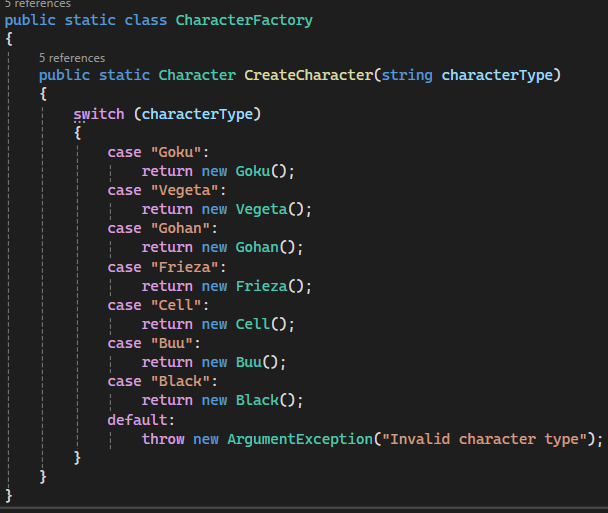 5 references
public static class CharacterFactory
{
5 references
public static Character CreateCharacter(string characterType)
{
switch (characterType)
{
case "Goku":
return new Goku();
case "Vegeta":
return new Vegeta();
case "Gohan":
return new Gohan();
case "Frieza":
return new Frieza();
case "Cell":
return new Cell();
case "Buu":
return new Buu();
case "Black":
return new Black();
default:
throw new ArgumentException("Invalid character type");
}
}
}